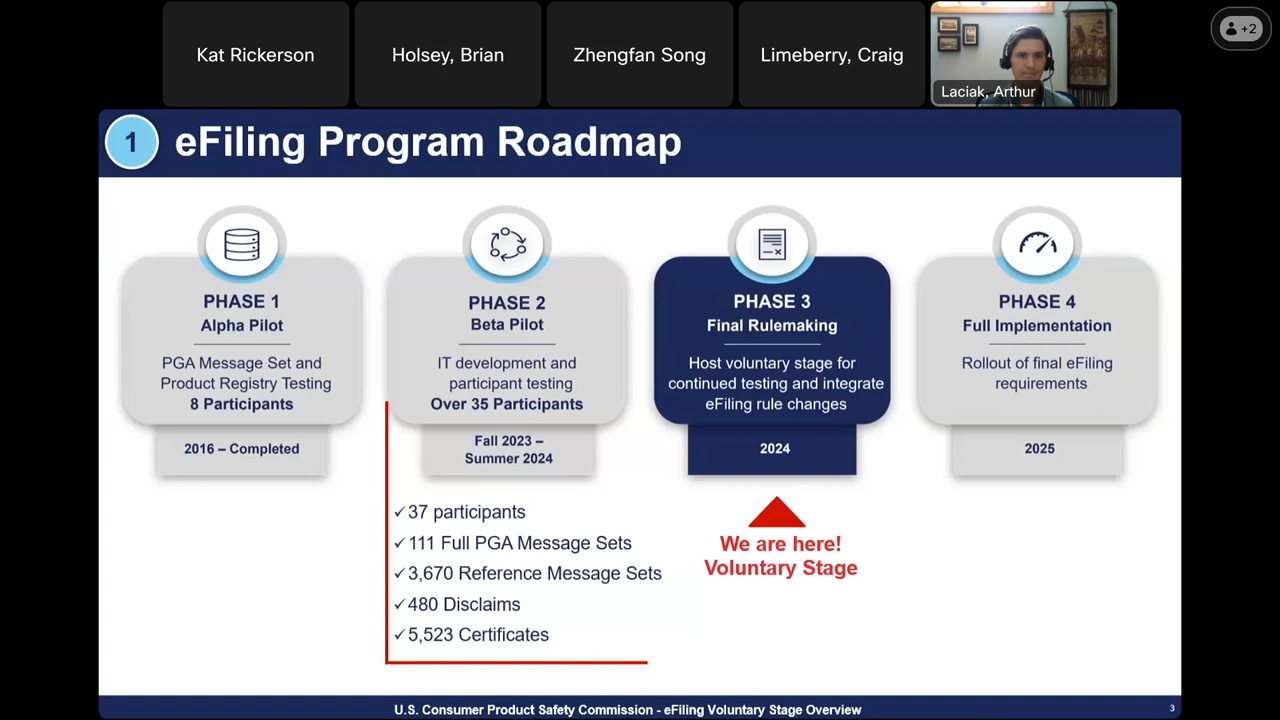 Kat Rickerson
Holsey, Brian
Zhengfan Song
Limeberry, Craig
Laciak, Arthur
+2
1
eFiling Program Roadmap
PHASE 1
Alpha Pilot
PGA Message Set and
Product Registry Testing
8 Participants
2016 – Completed
PHASE 2
Beta Pilot
IT development and
participant testing
Over 35 Participants
Fall 2023 –
Summer 2024
✓37 participants
✓111 Full PGA Message Sets
✓3,670 Reference Message Sets
✓480 Disclaims
✓5,523 Certificates
PHASE 3
Final Rulemaking
Host voluntary stage for
continued testing and integrate
eFiling rule changes
2024
We are here!
Voluntary Stage
PHASE 4
Full Implementation
Rollout of final eFiling
requirements
2025
U.S. Consumer Product Safety Commission - eFiling Voluntary Stage Overview
3